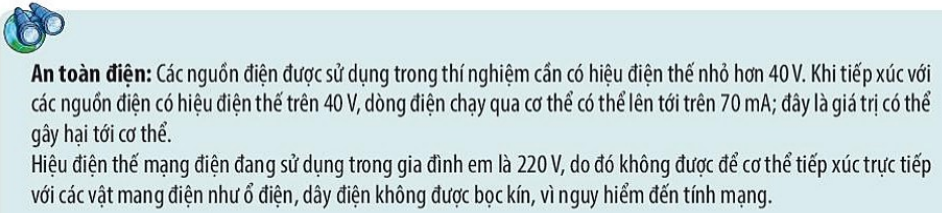 An toàn điện: Các nguồn điện được sử dụng trong thí nghiệm cần có hiệu điện thế nhỏ hơn 40 V. Khi tiếp xúc với
các nguồn điện có hiệu điện thế trên 40 V, dòng điện chạy qua cơ thể có thể lên tới trên 70 mA; đây là giá trị có thể
gây hại tới cơ thể.
Hiệu điện thế mạng điện đang sử dụng trong gia đình em là 220 V, do đó không được để cơ thể tiếp xúc trực tiếp
với các vật mang điện như ổ điện, dây điện không được bọc kín, vì nguy hiểm đến tính mạng.